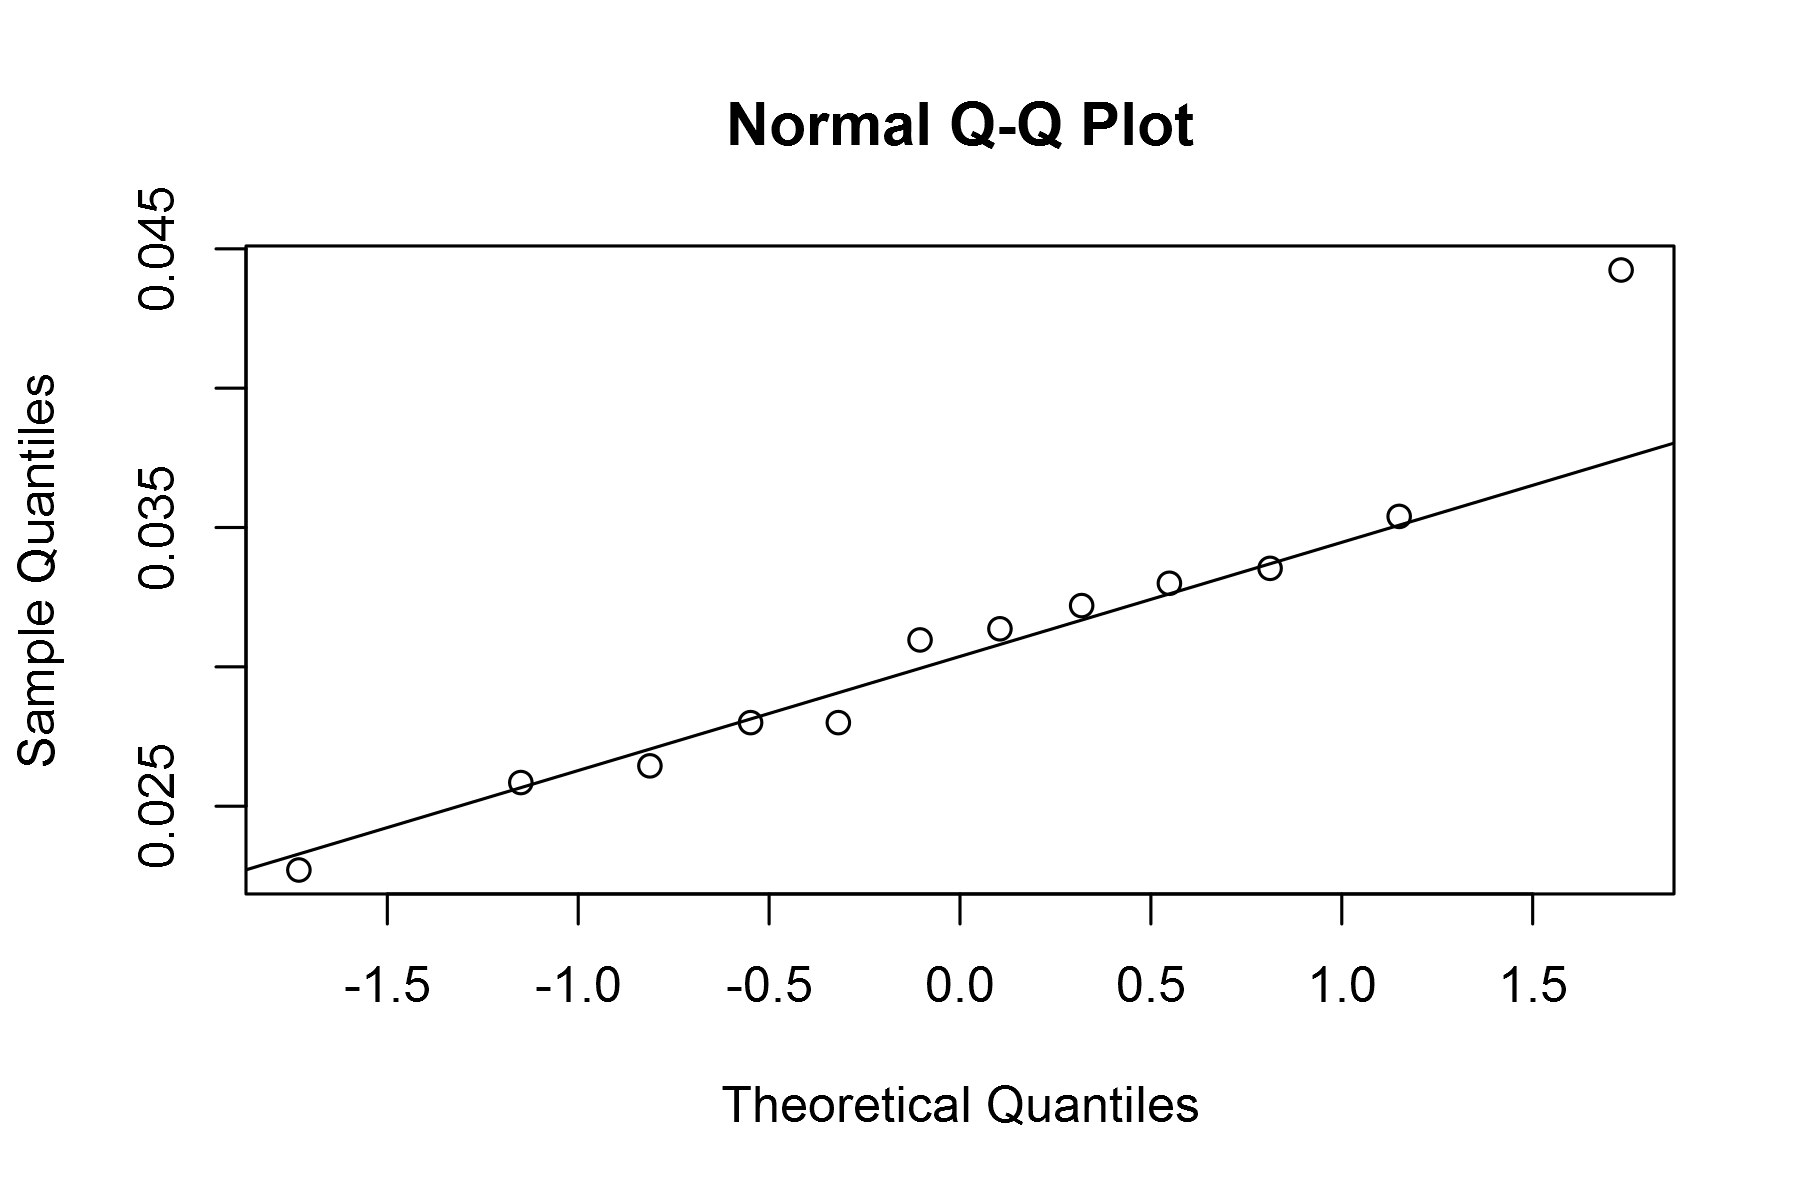 Normal Q-Q Plot
0.045
0.035
0.025
Sample Quantiles
-1.5 -1.0 -0.5 0.0 0.5 1.0 1.5
Theoretical Quantiles